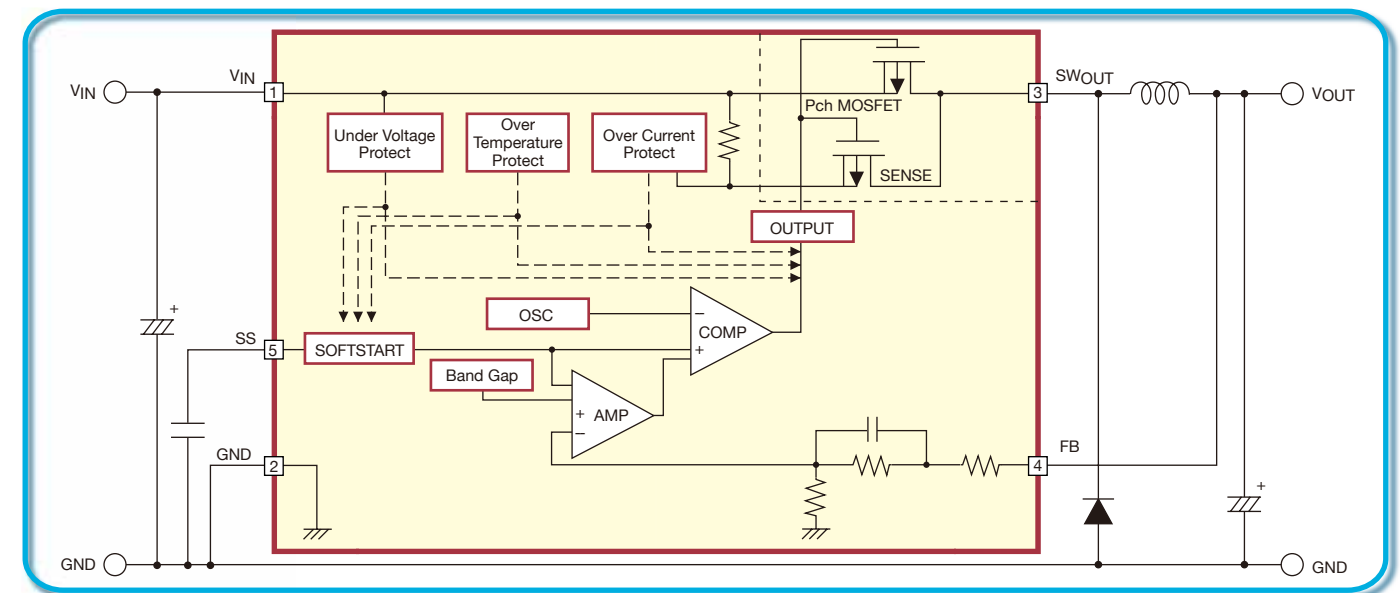 VIN
VIN
1
SWOUT
3
VOUT
Pch MOSFET
Under Voltage
Protect
Over
Temperature
Protect
Over Current
Protect
SENSE
OUTPUT
OSC
−
COMP
+
+
SS
5
SOFTSTART
Band Gap
+
AMP
−
GND
2
FB
4
+
GND
GND